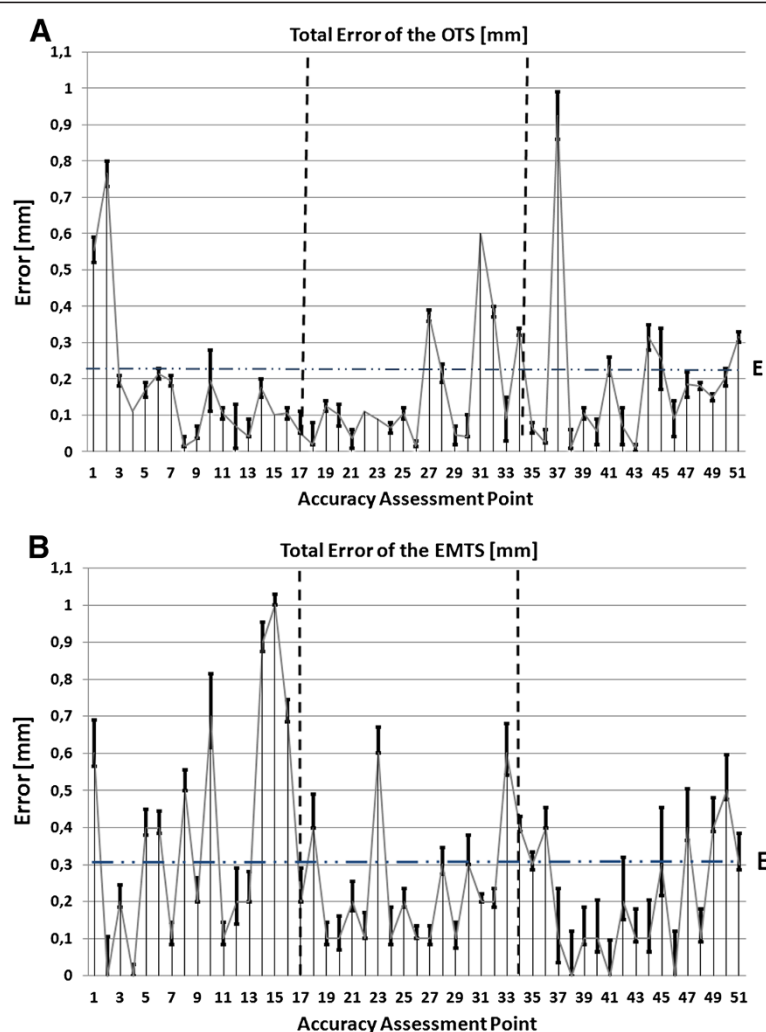 A
Total Error of the OTS [mm]
1,1
1
0,9
0,8
0,7
0,6
0,5
0,4
0,3
0,2
0,1
0
Error [mm]
E
1 3 5 7 9 11 13 15 17 19 21 23 25 27 29 31 33 35 37 39 41 43 45 47 49 51
Accuracy Assessment Point
B
Total Error of the EMTS [mm]
1,1
1
0,9
0,8
0,7
0,6
0,5
0,4
0,3
0,2
0,1
0
Error [mm]
E
1 3 5 7 9 11 13 15 17 19 21 23 25 27 29 31 33 35 37 39 41 43 45 47 49 51
Accuracy Assessment Point